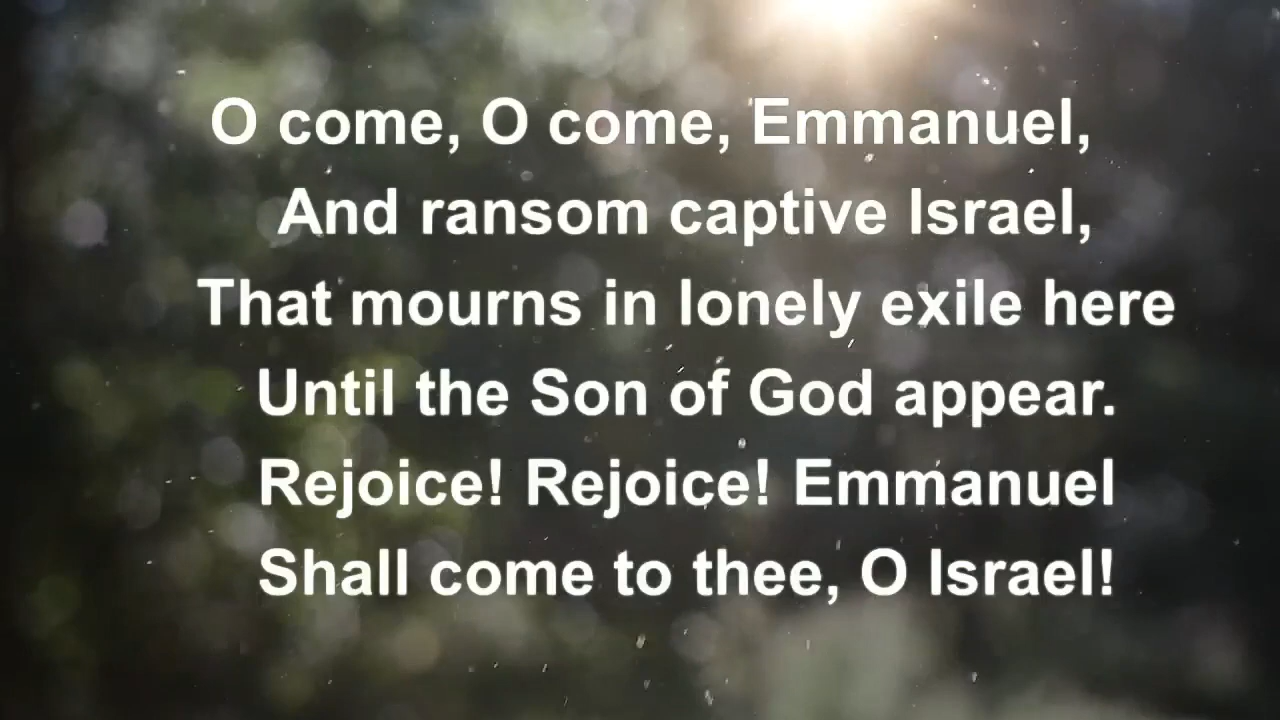 O come, O come, Emmanuel,
And ransom captive Israel,
That mourns in lonely exile here
Until the Son of God appear.
Rejoice! Rejoice! Emmanuel
Shall come to thee, O Israel!